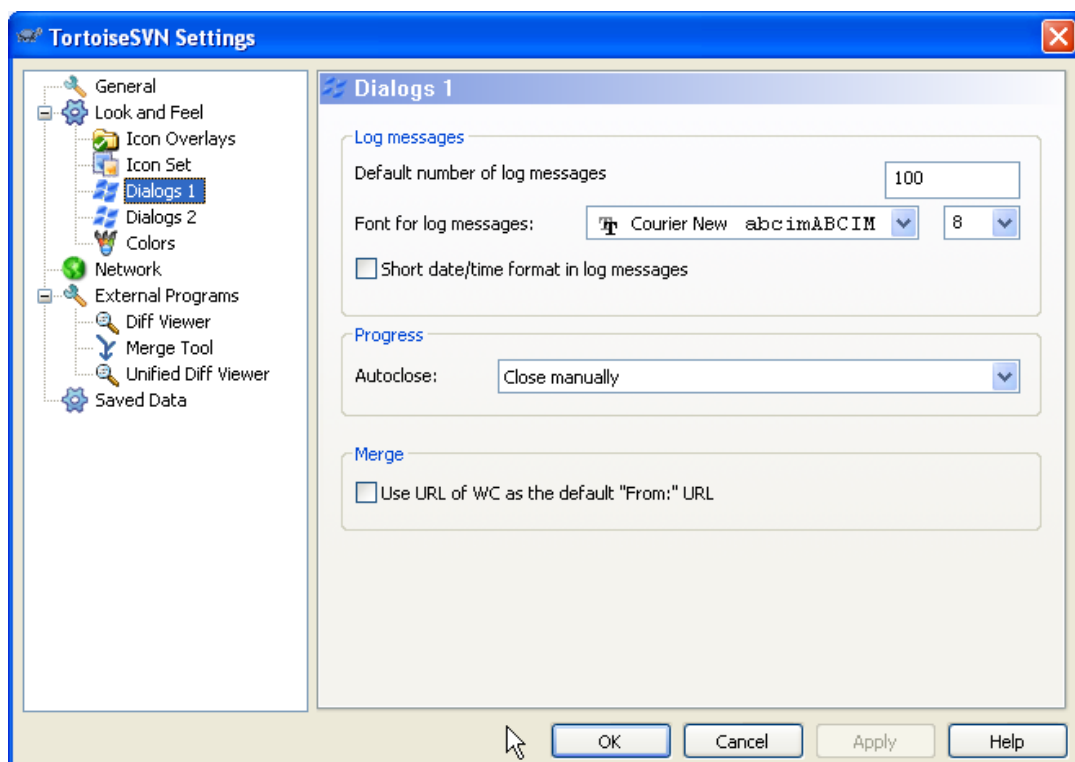 TortoiseSVN Settings
General
Look and Feel
Icon Overlays
Icon Set
Dialogs 1
Dialogs 2
Colors
Network
External Programs
Diff Viewer
Merge Tool
Unified Diff Viewer
Saved Data
Dialogs 1
Log messages
Default number of log messages 100
Font for log messages: Courier New abcimABCIM 8
Short date/time format in log messages
Progress
Autoclose: Close manually
Merge
Use URL of WC as the default "From:" URL
OK Cancel Apply Help